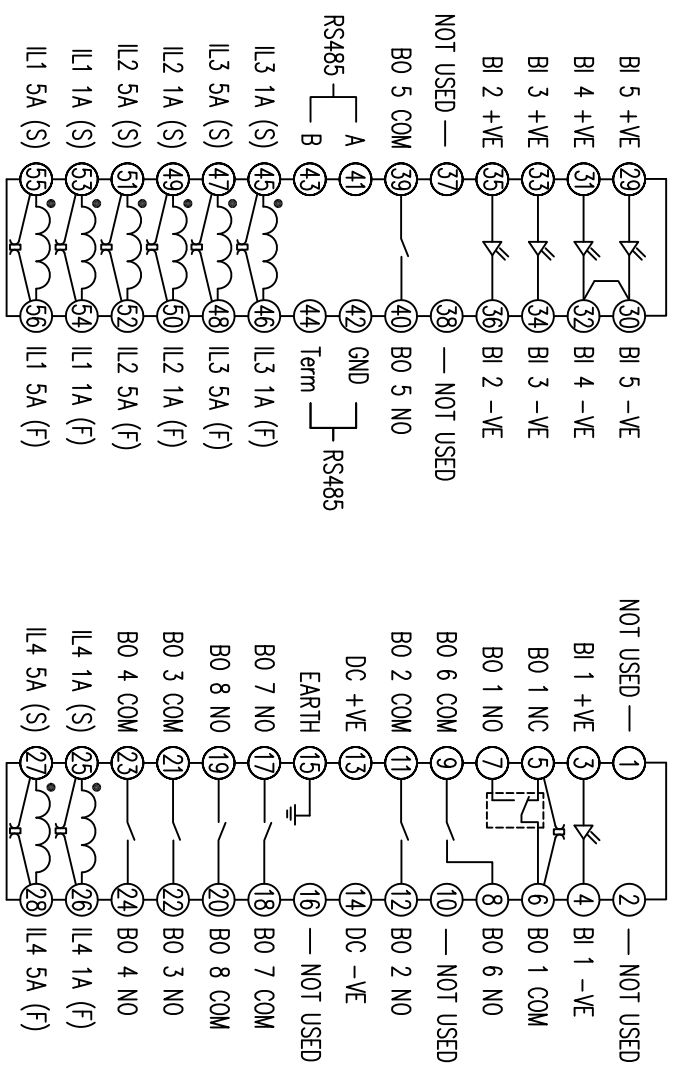 BI 5 +VE 29 30 BI 5 -VE
BI 4 +VE 31 32 BI 4 -VE
BI 3 +VE 33 34 BI 3 -VE
BI 2 +VE 35 36 BI 2 -VE
NOT USED — 37 38 — NOT USED
BO 5 COM 39 40 BO 5 NO
A 41 42 GND
RS485 RS485
B 43 44 Term
IL3 1A (S) 45 46 IL3 1A (F)
IL3 5A (S) 47 48 IL3 5A (F)
IL2 1A (S) 49 50 IL2 1A (F)
IL2 5A (S) 51 52 IL2 5A (F)
IL1 1A (S) 53 54 IL1 1A (F)
IL1 5A (S) 55 56 IL1 5A (F)
NOT USED — 1 2 — NOT USED
BI 1 +VE 3 4 BI 1 -VE
BO 1 NC 5 6 BO 1 COM
BO 1 NO 7 8 BO 6 NO
BO 6 COM 9 10 — NOT USED
BO 2 COM 11 12 BO 2 NO
DC +VE 13 14 DC -VE
EARTH 15 16 — NOT USED
BO 7 NO 17 18 BO 7 COM
BO 8 NO 19 20 BO 8 COM
BO 3 COM 21 22 BO 3 NO
BO 4 COM 23 24 BO 4 NO
IL4 1A (S) 25 26 IL4 1A (F)
IL4 5A (S) 27 28 IL4 5A (F)